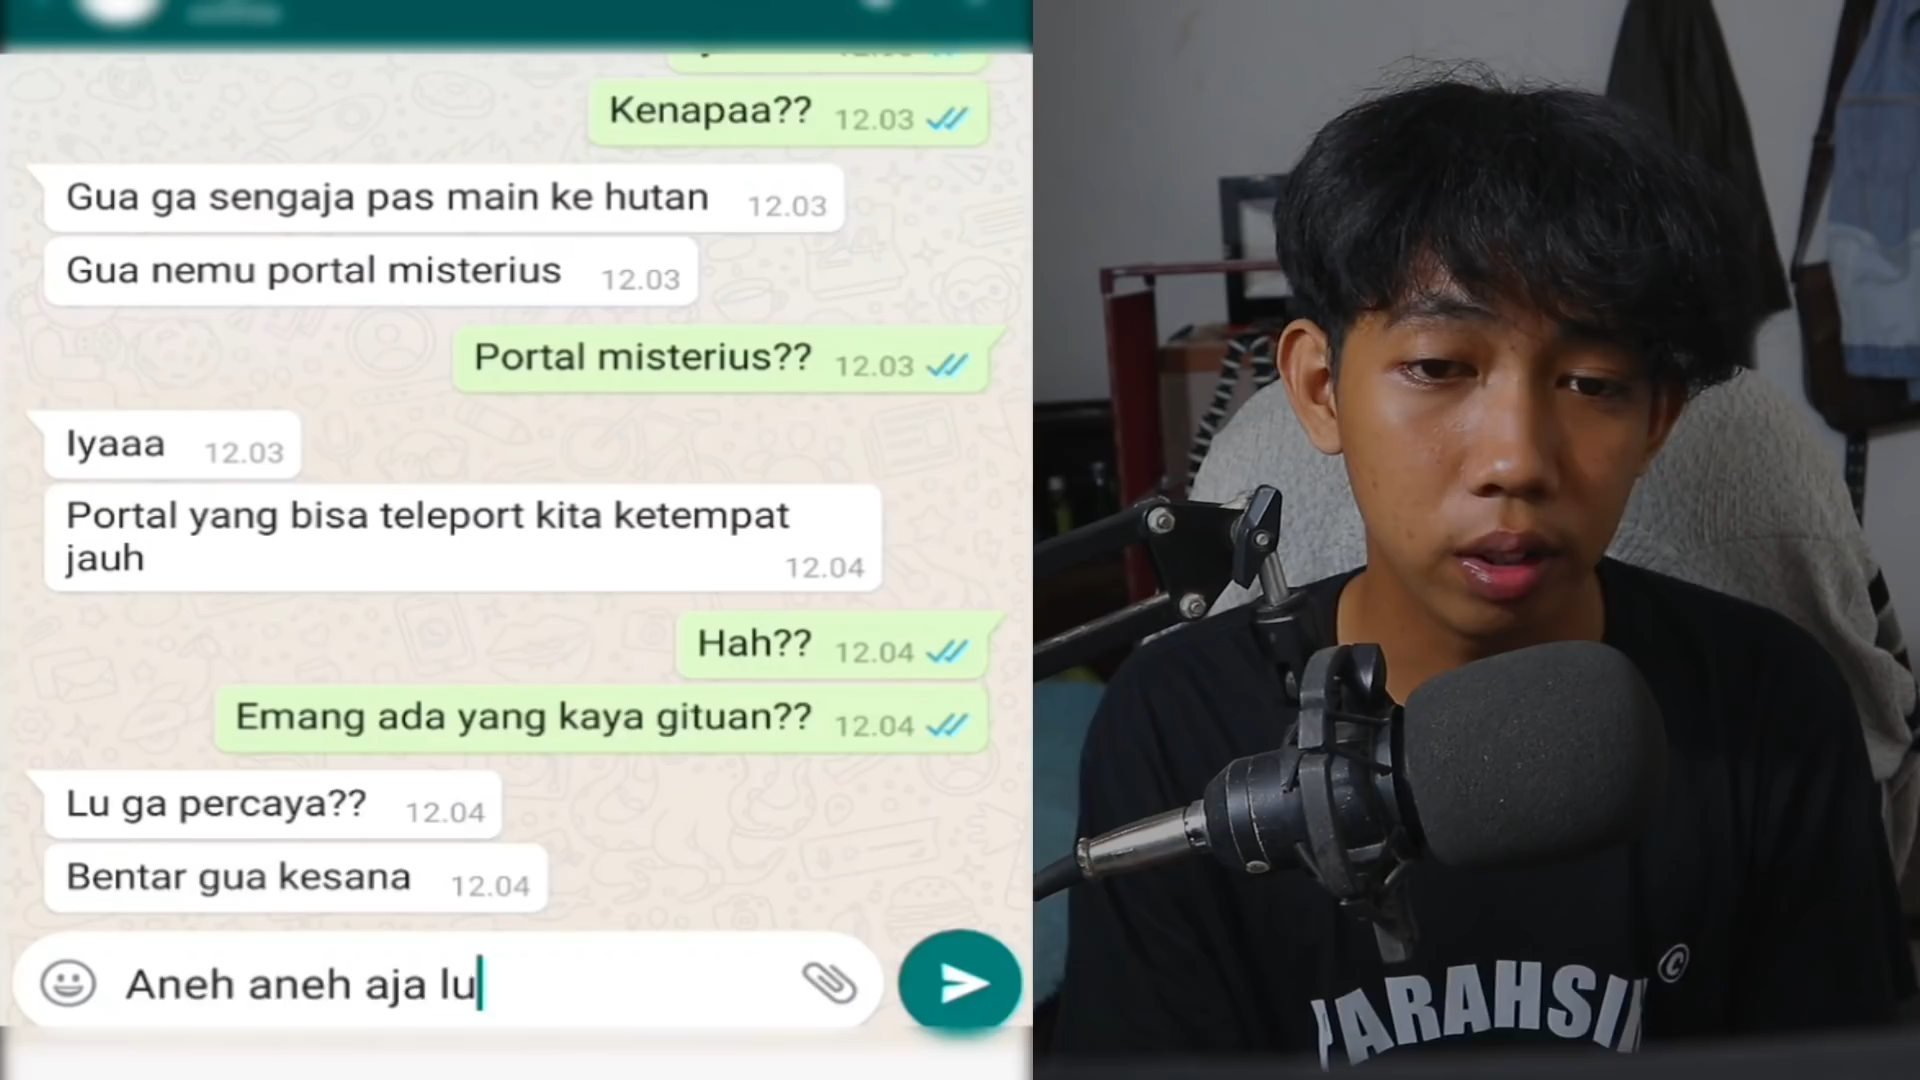 Kenapaa?? 12.03
Gua ga sengaja pas main ke hutan 12.03
Gua nemu portal misterius 12.03
Portal misterius?? 12.03
Iyaaa 12.03
Portal yang bisa teleport kita ketempat
jauh 12.04
Hah?? 12.04
Emang ada yang kaya gituan?? 12.04
Lu ga percaya?? 12.04
Bentar gua kesana 12.04
Aneh aneh aja lu
©